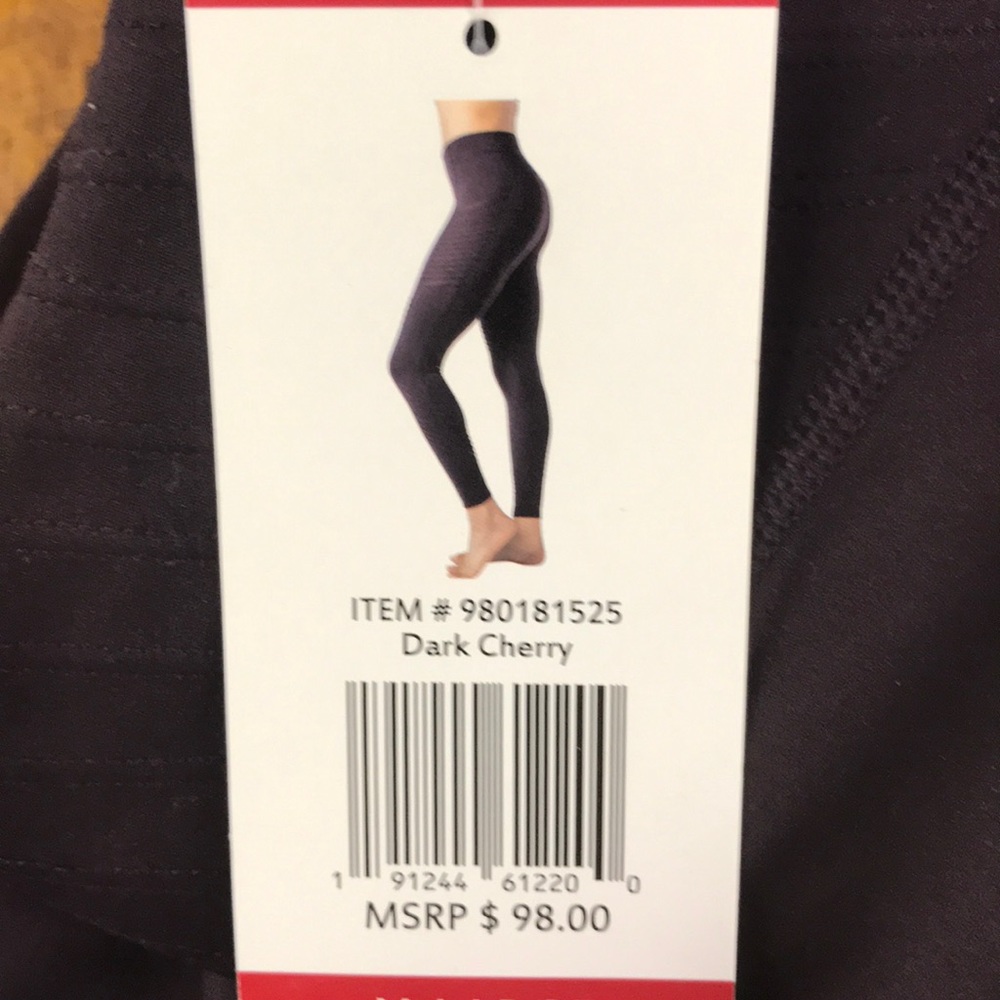 ITEM # 980181525
Dark Cherry
1 91244 61220 0
MSRP $ 98.00